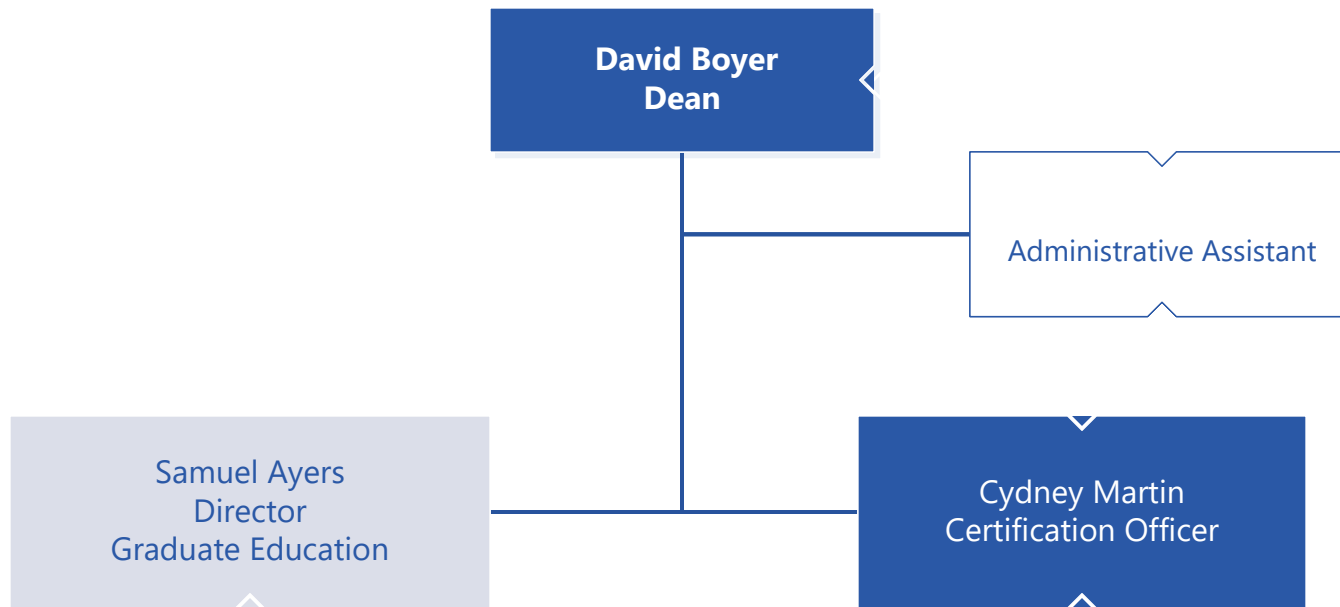 David Boyer
Dean
Administrative Assistant
Samuel Ayers
Director
Graduate Education
Cydney Martin
Certification Officer